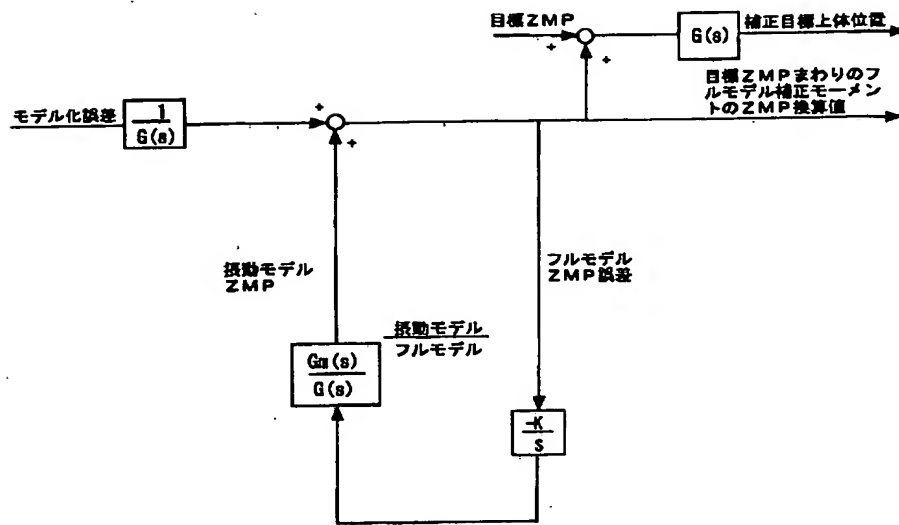 目標ZMP
+
+
G(s)
補正目標上体位置
目標ZMPまわりのフ
ルモデル補正モーメン
トのZMP換算値
モデル化誤差
1
G(s)
+
+
摂動モデル
ZMP
フルモデル
ZMP誤差
摂動モデル
フルモデル
Gm(s)
G(s)
-K
s